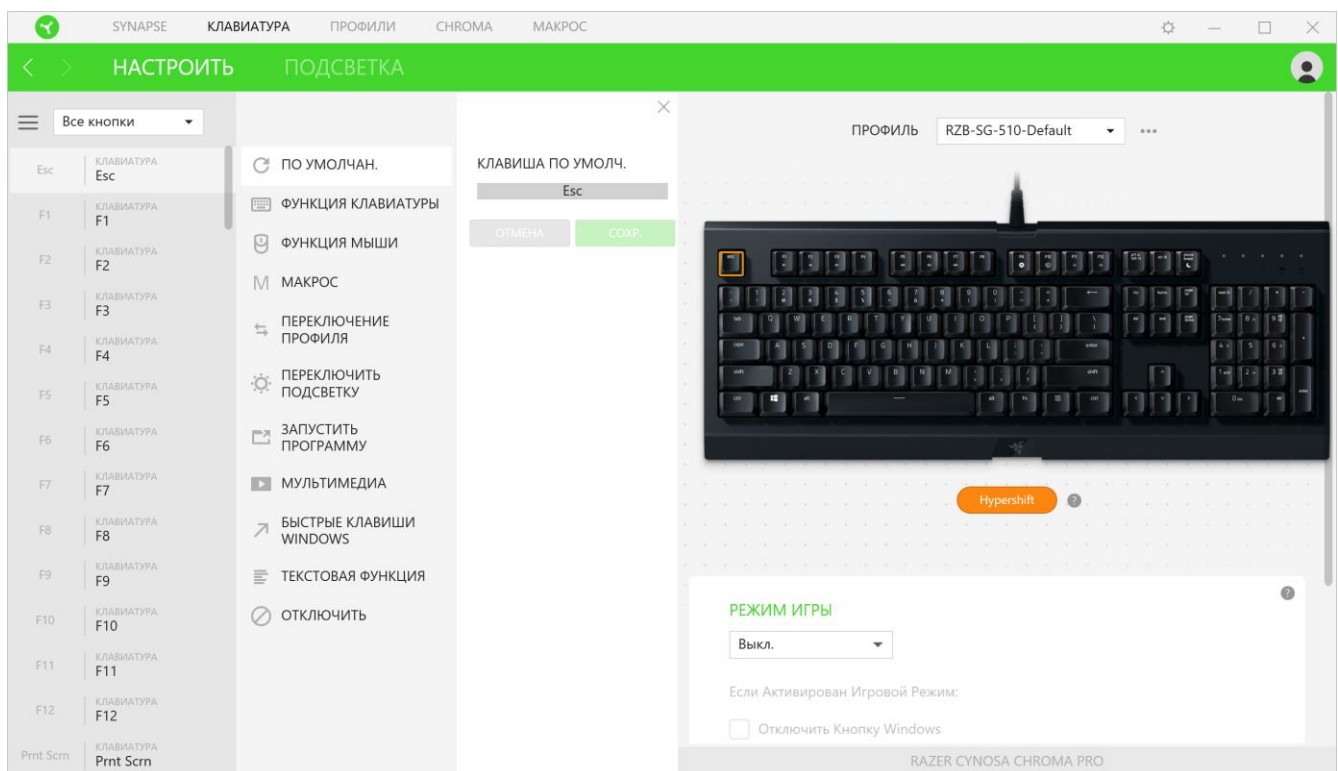 SYNAPSE КЛАВИАТУРА ПРОФИЛИ CHROMA МАКРОС
НАСТРОИТЬ ПОДСВЕТКА
Все кнопки
Esc КЛАВИАТУРА
Esc
F1 КЛАВИАТУРА
F1
F2 КЛАВИАТУРА
F2
F3 КЛАВИАТУРА
F3
F4 КЛАВИАТУРА
F4
F5 КЛАВИАТУРА
F5
F6 КЛАВИАТУРА
F6
F7 КЛАВИАТУРА
F7
F8 КЛАВИАТУРА
F8
F9 КЛАВИАТУРА
F9
F10 КЛАВИАТУРА
F10
F11 КЛАВИАТУРА
F11
F12 КЛАВИАТУРА
F12
Prnt Scrn КЛАВИАТУРА
Prnt Scrn
ПО УМОЛЧАН.
ФУНКЦИЯ КЛАВИАТУРЫ
ФУНКЦИЯ МЫШИ
МАКРОС
ПЕРЕКЛЮЧЕНИЕ
ПРОФИЛЯ
ПЕРЕКЛЮЧИТЬ
ПОДСВЕТКУ
ЗАПУСТИТЬ
ПРОГРАММУ
МУЛЬТИМЕДИА
БЫСТРЫЕ КЛАВИШИ
WINDOWS
ТЕКСТОВАЯ ФУНКЦИЯ
ОТКЛЮЧИТЬ
КЛАВИША ПО УМОЛЧ.
Esc
ОТМЕНА СОХР.
ПРОФИЛЬ RZB-SG-510-Default
Q W E R T Y U I O P
A S D F G H J K L
Z X C V B N M
Hypershift
РЕЖИМ ИГРЫ
Выкл.
Если Активирован Игровой Режим:
Отключить Кнопку Windows
RAZER CYNOSA CHROMA PRO